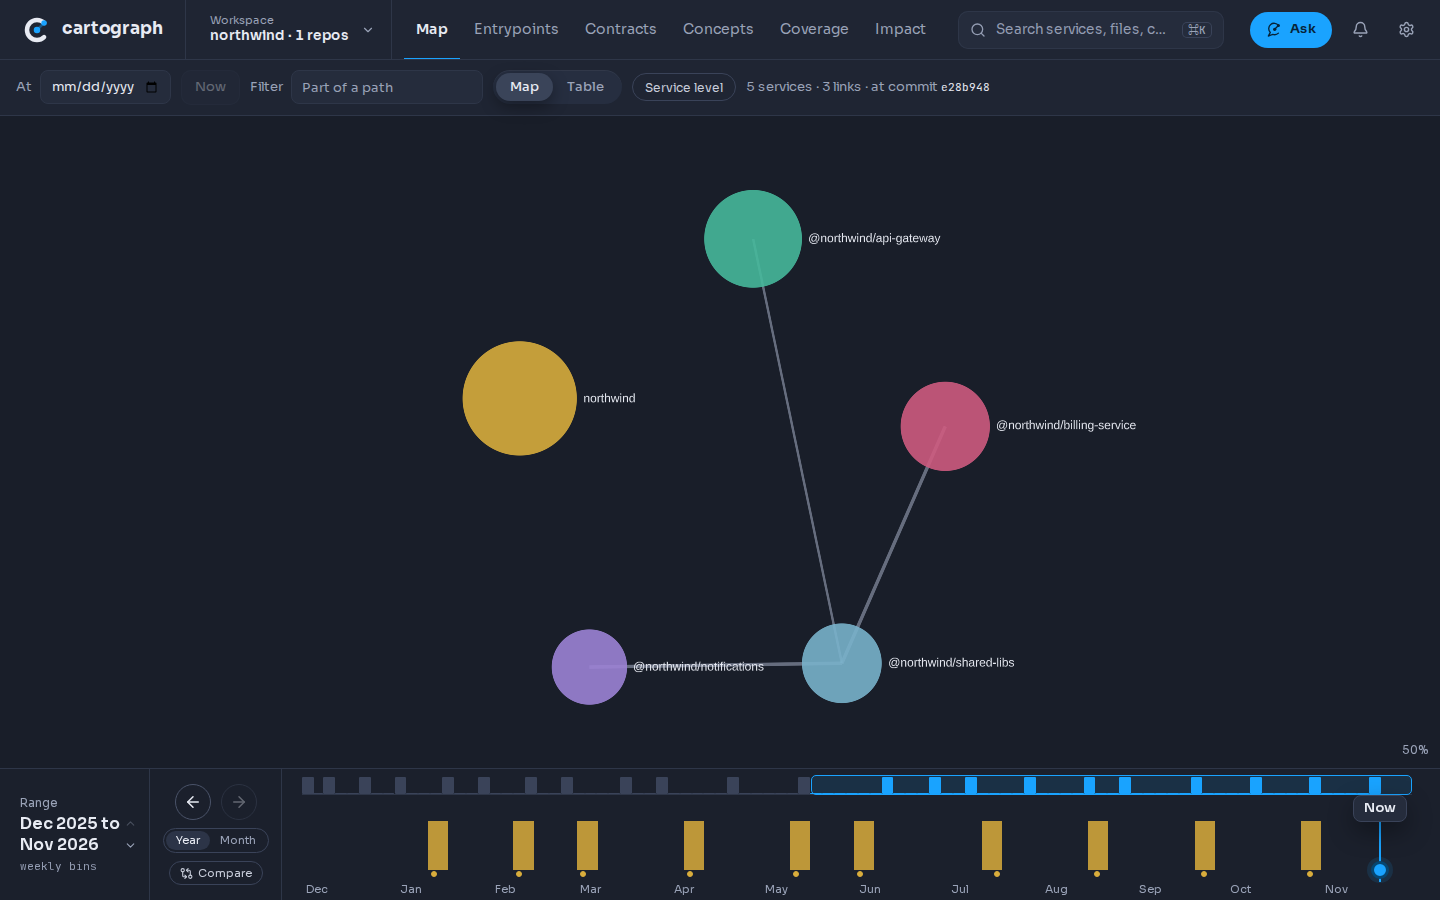 cartograph
Workspace
northwind · 1 repos
Map
Entrypoints
Contracts
Concepts
Coverage
Impact
Search services, files, c...
⌘K
Ask
At
mm/dd/yyyy
Now
Filter
Part of a path
Map
Table
Service level
5 services · 3 links · at commit e28b948
@northwind/api-gateway
northwind
@northwind/billing-service
@northwind/notifications
@northwind/shared-libs
50%
Range
Dec 2025 to
Nov 2026
weekly bins
Year
Month
Compare
Now
Dec
Jan
Feb
Mar
Apr
May
Jun
Jul
Aug
Sep
Oct
Nov